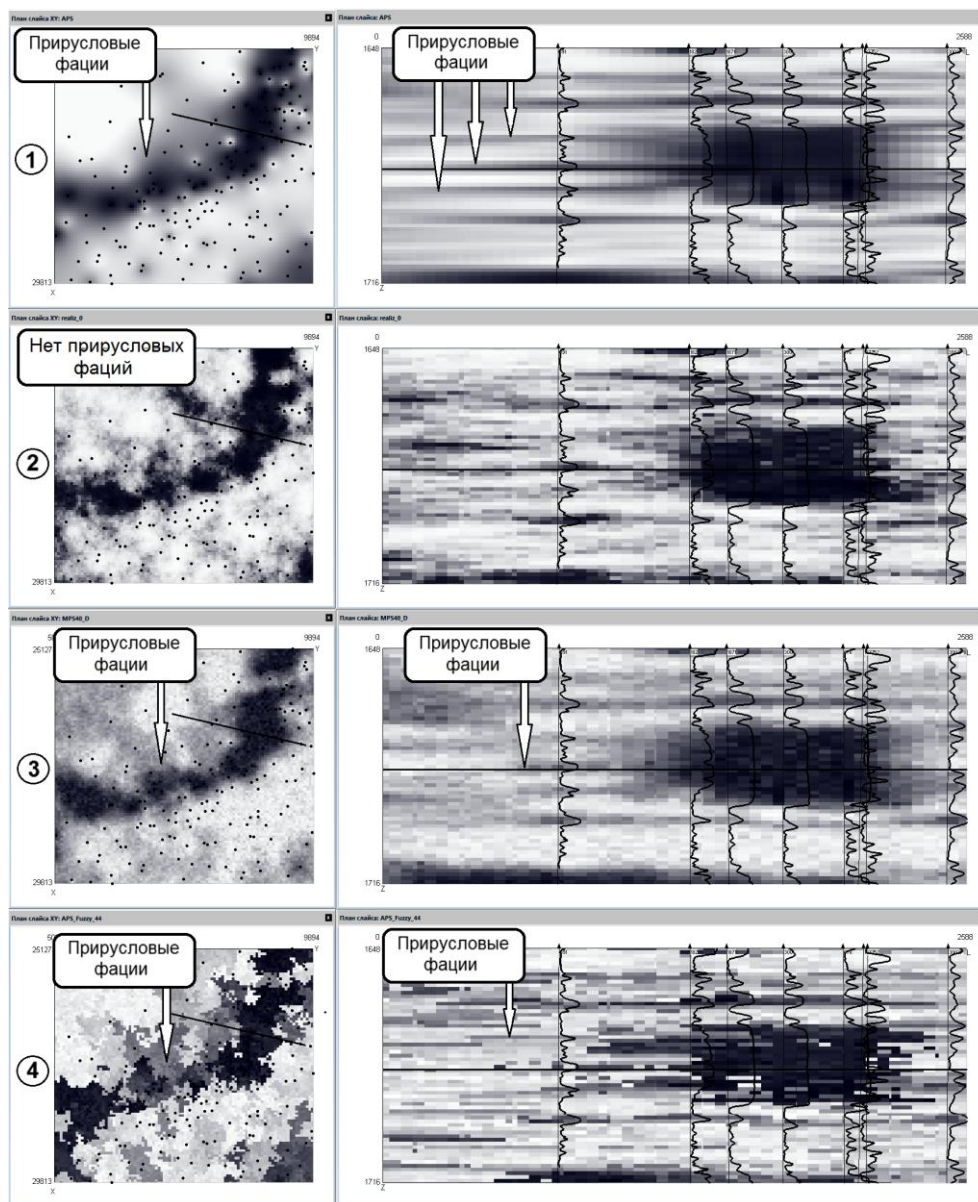 План слайса XY: APS
9894
Y
Прирусловые
фации
1
29813
X
План слайса: APS
0
2588
1648
L
Прирусловые
фации
1716
Z
План слайса XY: realiz_0
9894
Y
Нет прирусловых
фаций
2
29813
X
План слайса: realiz_0
0
2588
1648
L
1716
Z
План слайса XY: MPS40_D
9894
25127
Y
Прирусловые
фации
3
29813
X
План слайса: MPS40_D
0
2588
1648
L
Прирусловые
фации
1716
Z
План слайса XY: APS_Fuzzy_44
9894
25127
Y
Прирусловые
фации
4
29813
X
План слайса: APS_Fuzzy_44
0
2588
1648
L
Прирусловые
фации
1716
Z